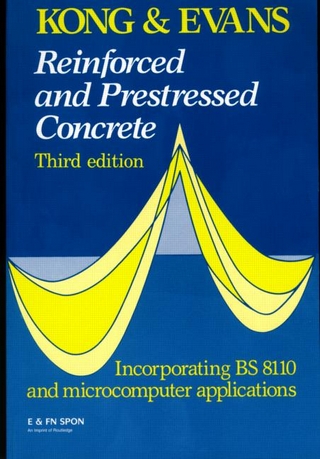 KONG & EVANS
Reinforced
and Prestressed
Concrete
Third edition
Incorporating BS 8110
and microcomputer applications
E & FN SPON
An imprint of Routledge